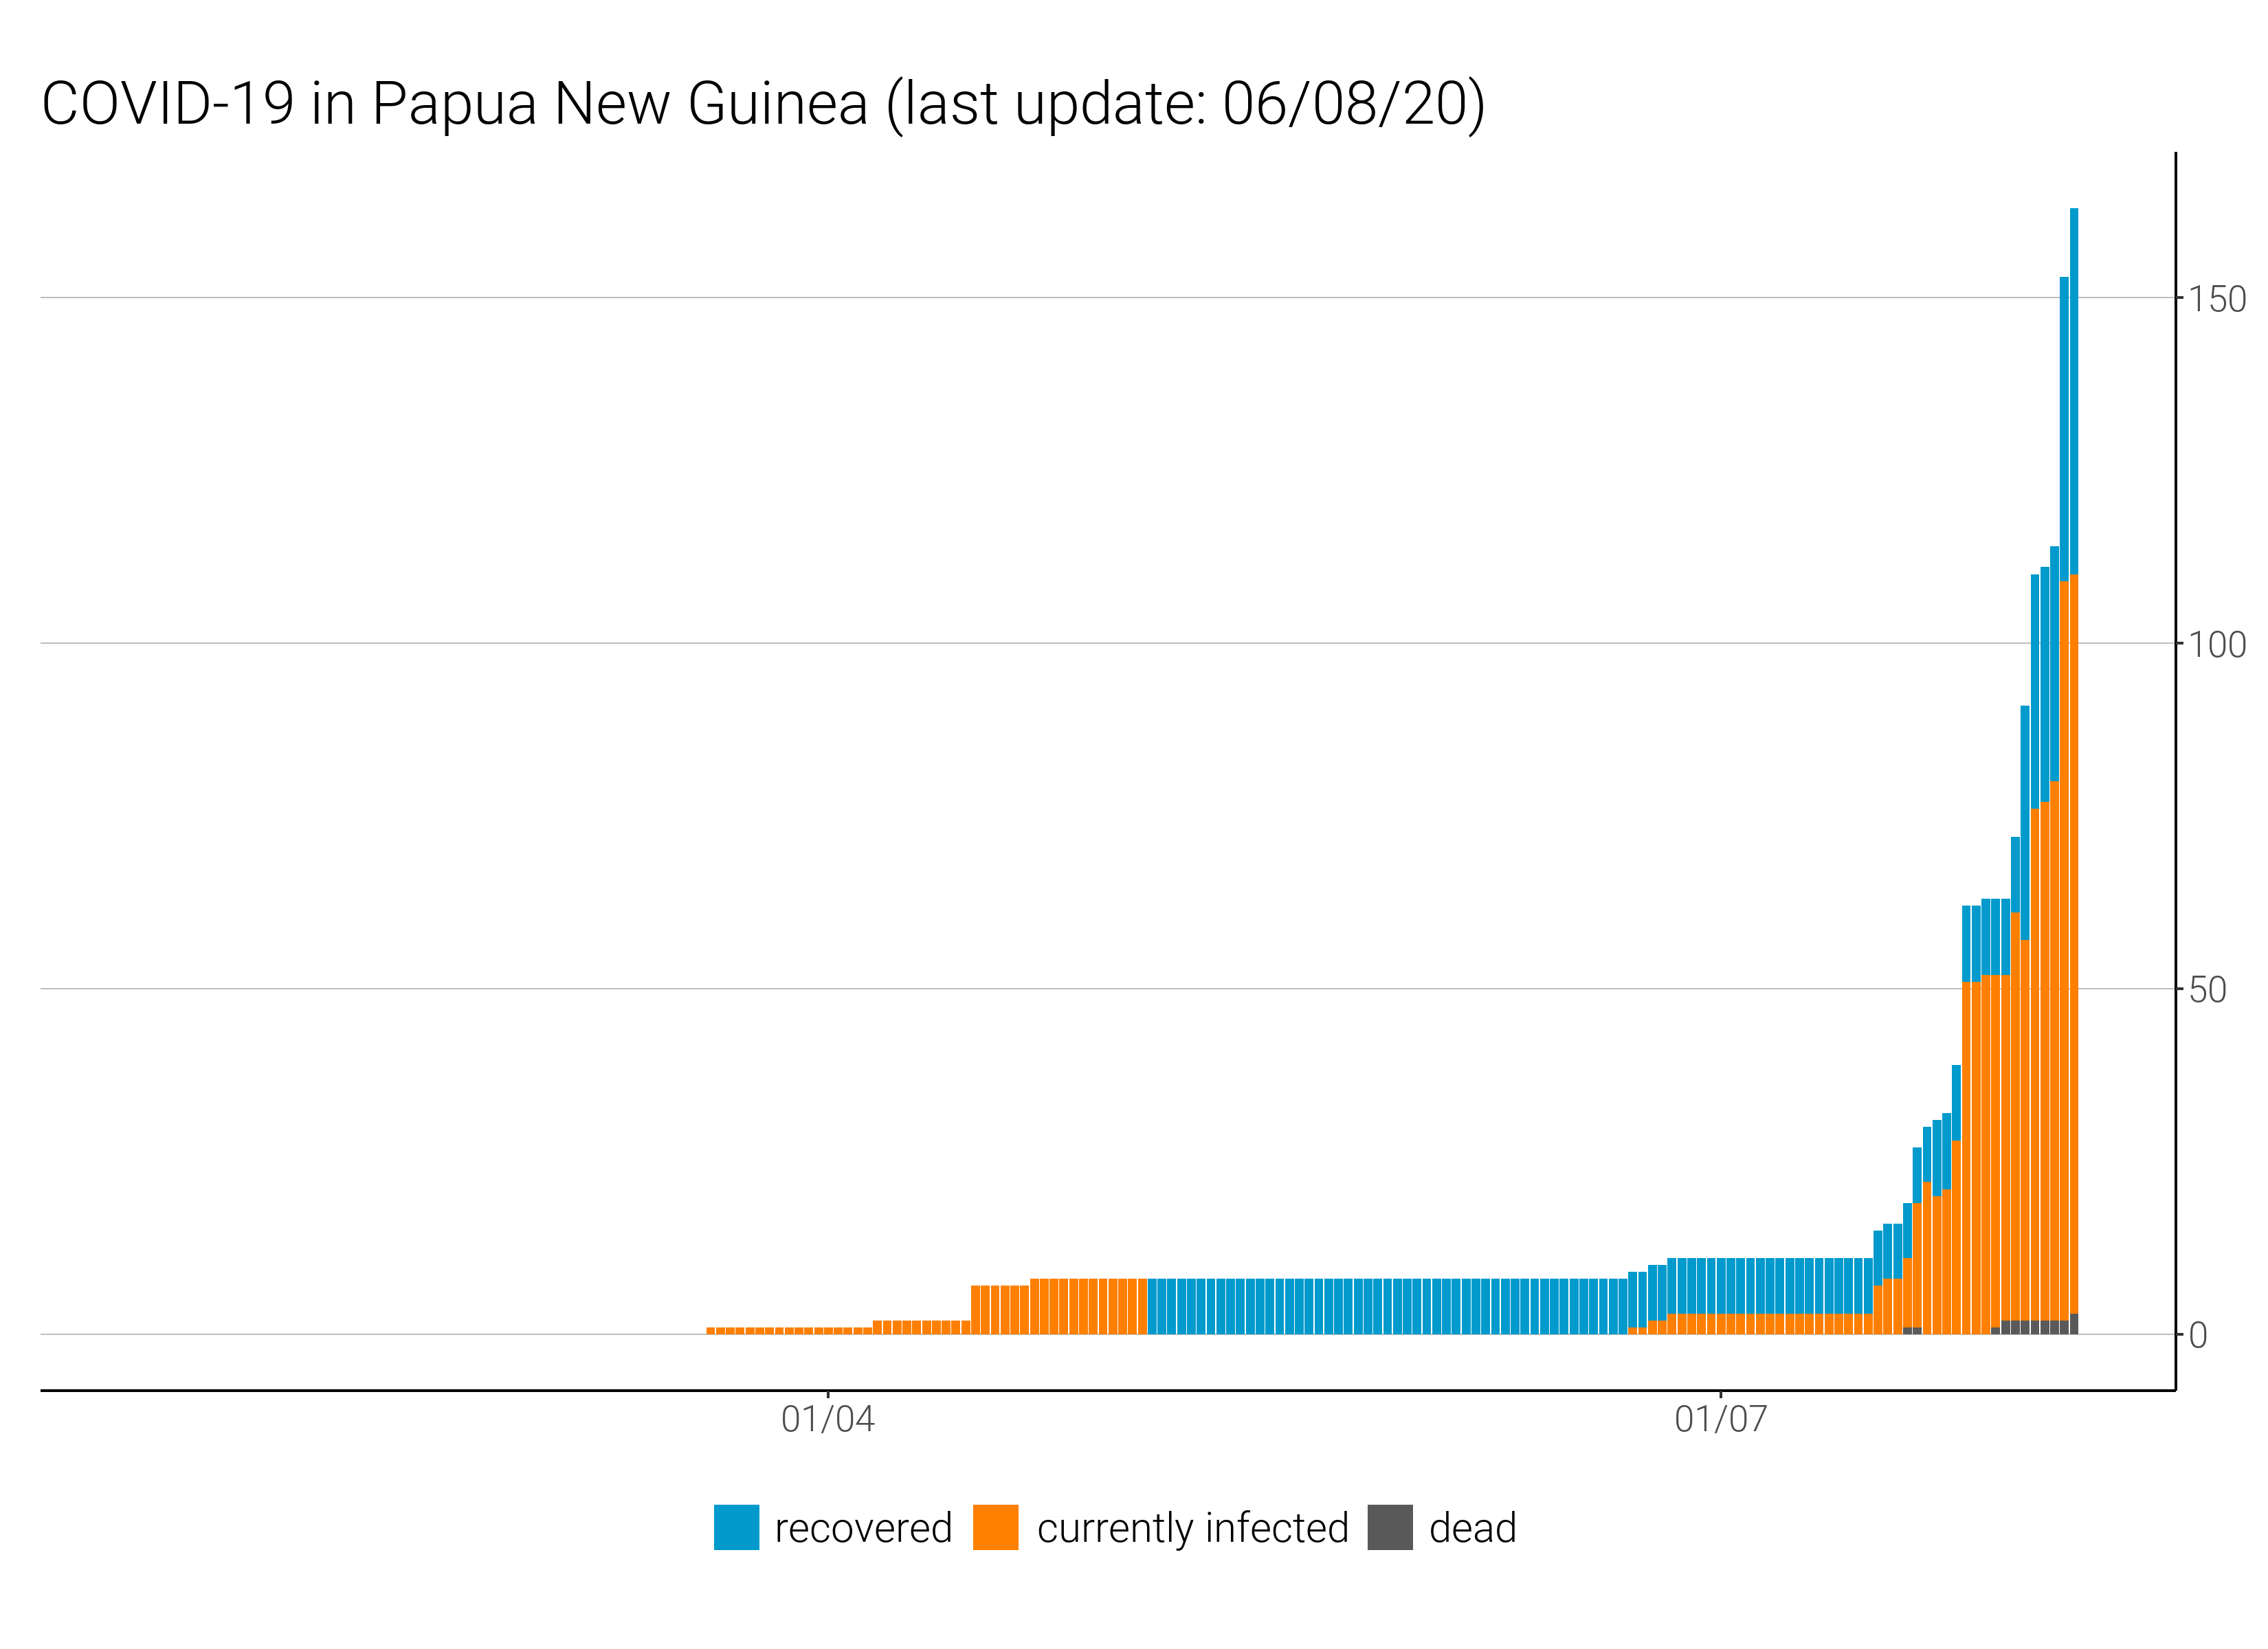 COVID-19 in Papua New Guinea (last update: 06/08/20)
150
100
50
0
01/04 01/07
recovered currently infected dead